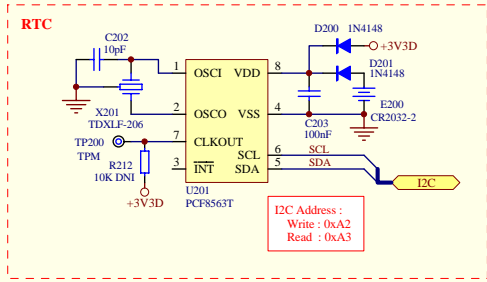 RTC
C202
10pF
D200 1N4148
+3V3D
1 OSCI VDD 8
D201
1N4148
X201
TDXLF-206
2 OSCO VSS 4
C203
100nF
E200
CR2032-2
TP200
TPM
7 CLKOUT
SCL 6 SCL
R212
10K DNI
3 INT SDA 5 SDA
I2C
+3V3D
U201
PCF8563T
I2C Address :
Write : 0xA2
Read : 0xA3